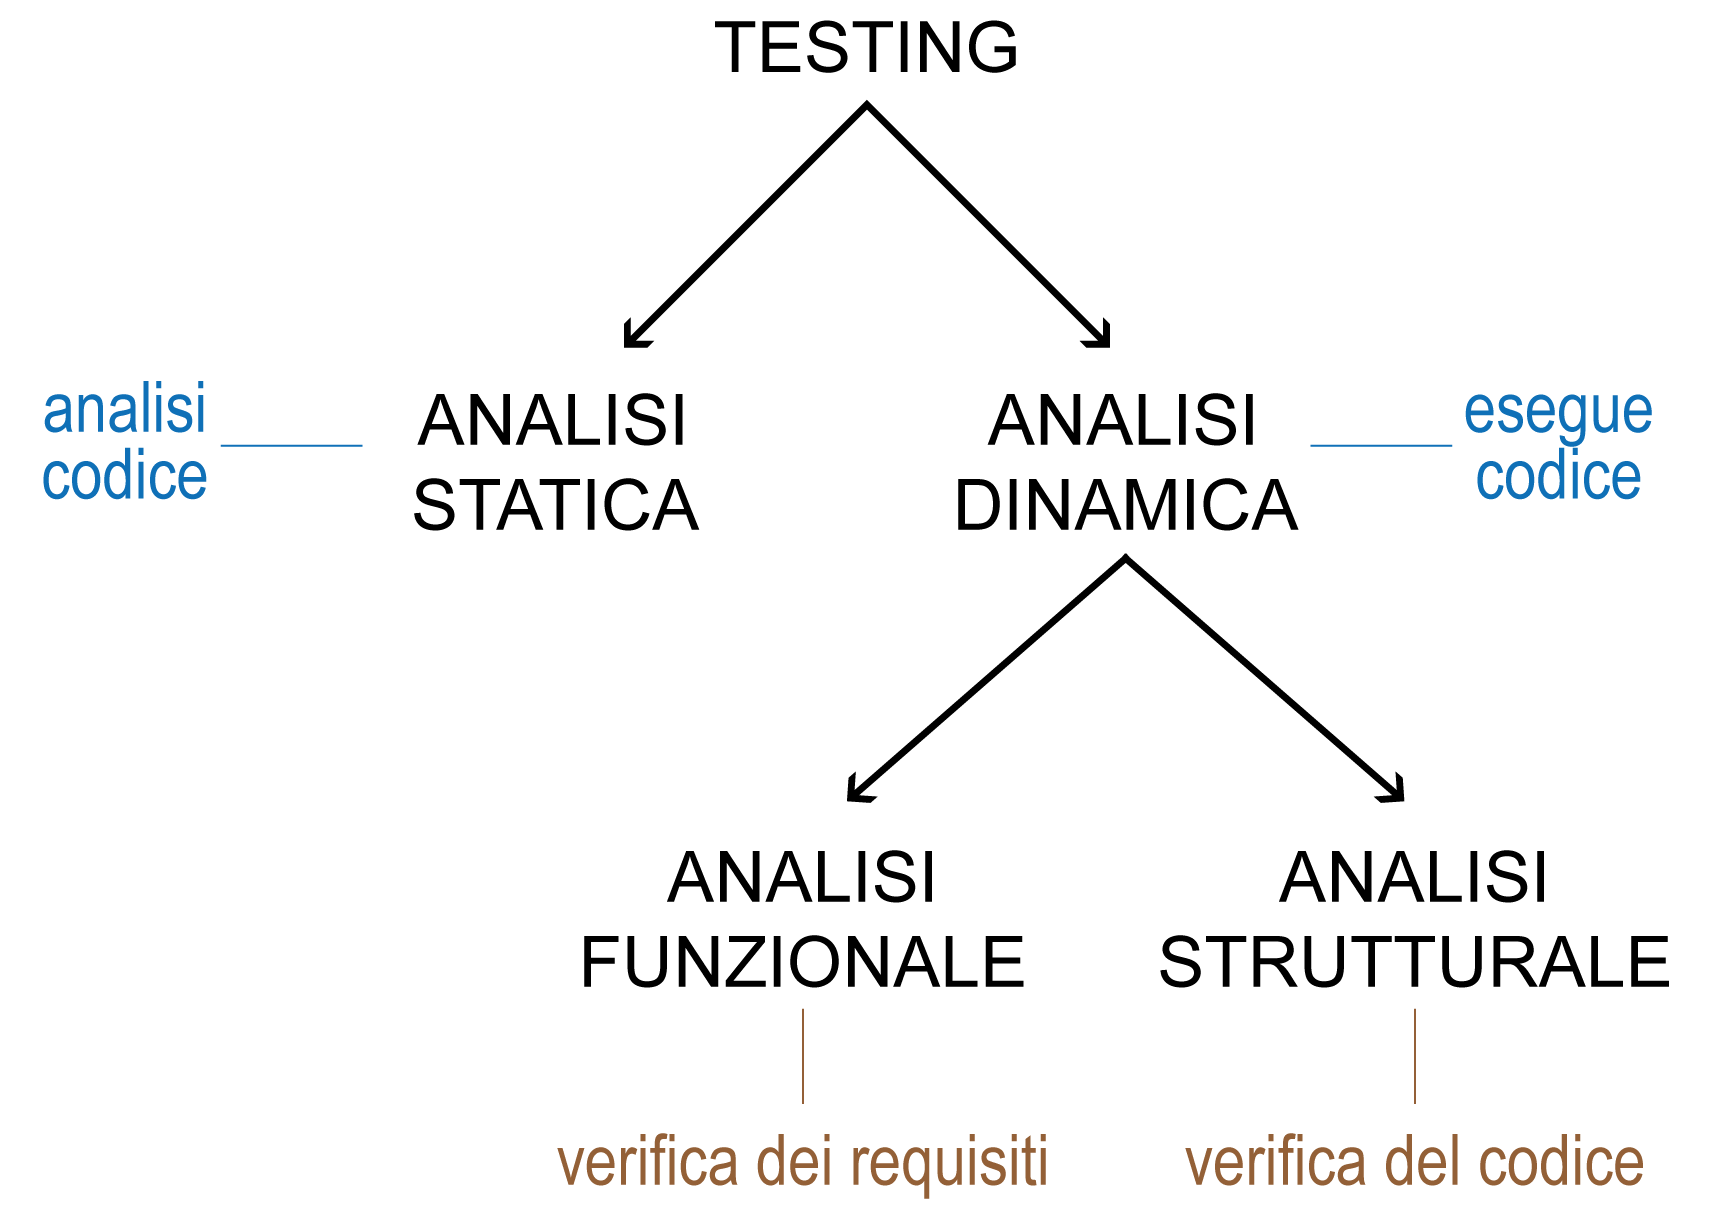 TESTING
analisi
codice
ANALISI
STATICA
ANALISI
DINAMICA
esegue
codice
ANALISI
FUNZIONALE
ANALISI
STRUTTURALE
verifica dei requisiti
verifica del codice